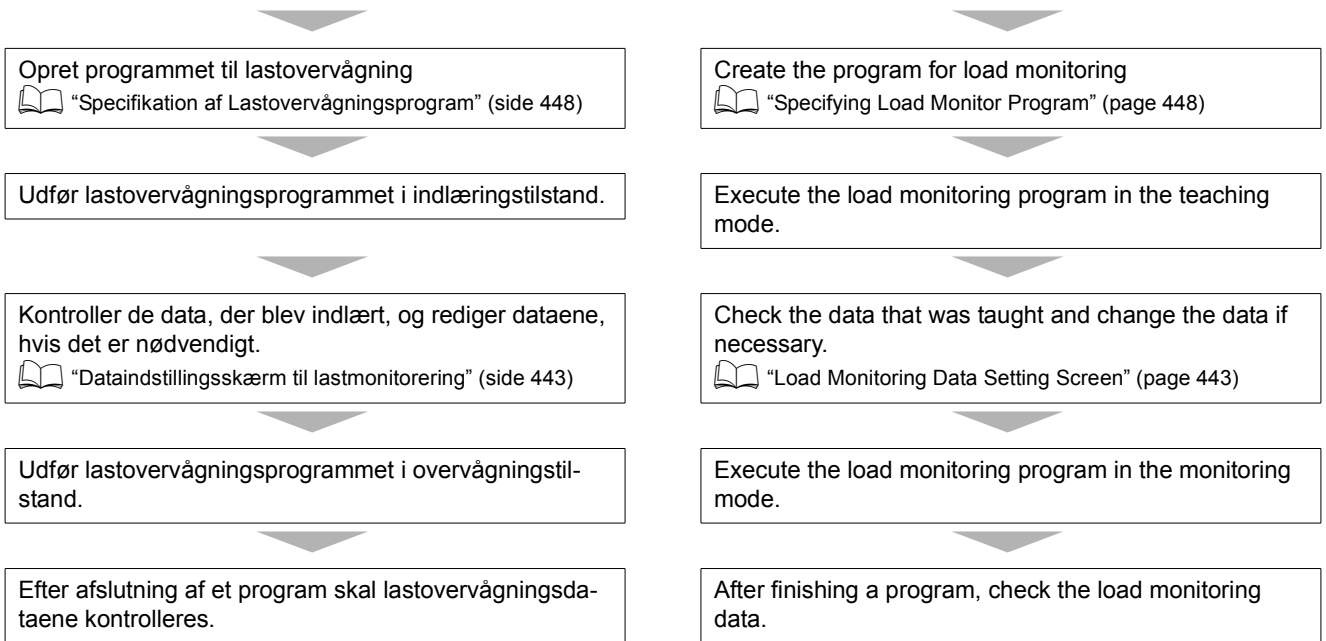 Opret programmet til lastovervågning
“Specifikation af Lastovervågningsprogram” (side 448)
Udfør lastovervågningsprogrammet i indlæringstilstand.
Kontroller de data, der blev indlært, og rediger dataene,
hvis det er nødvendigt.
“Dataindstillingsskærm til lastmonitorering” (side 443)
Udfør lastovervågningsprogrammet i overvågningstil-
stand.
Efter afslutning af et program skal lastovervågningsda-
taene kontrolleres.
Create the program for load monitoring
“Specifying Load Monitor Program” (page 448)
Execute the load monitoring program in the teaching
mode.
Check the data that was taught and change the data if
necessary.
“Load Monitoring Data Setting Screen” (page 443)
Execute the load monitoring program in the monitoring
mode.
After finishing a program, check the load monitoring
data.